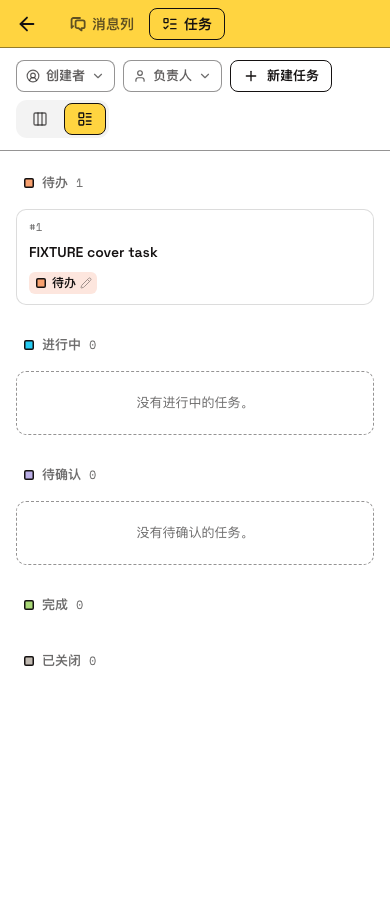 消息列 任务
创建者 负责人 新建任务
待办 1
#1
FIXTURE cover task
待办
进行中 0
没有进行中的任务。
待确认 0
没有待确认的任务。
完成 0
已关闭 0